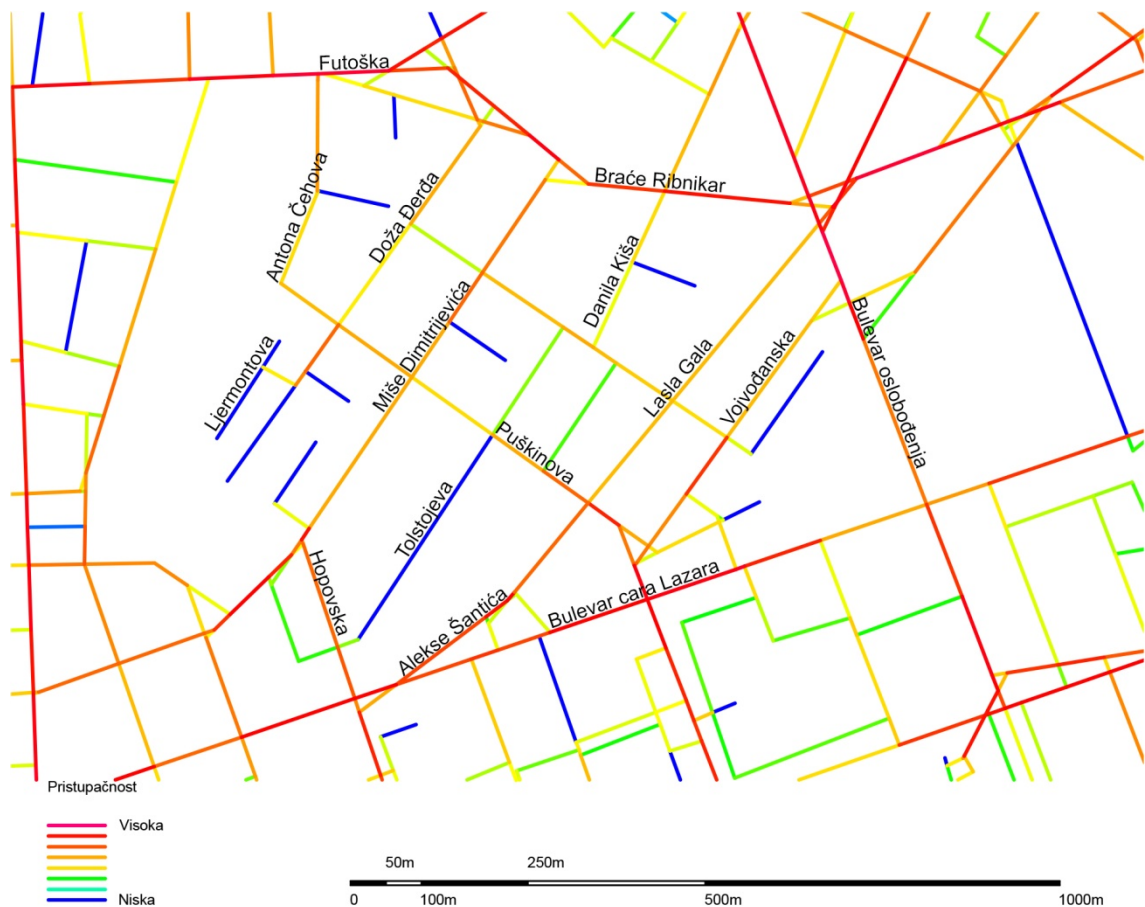 Futoška
Braće Ribnikar
Antona Čehova
Doža Đerđa
Danila Kiša
Miše Dimitrijevića
Ljermontova
Lasla Gala
Vojvođanska
Bulevar oslobođenja
Puškinova
Tolstojeva
Hopovska
Alekse Šantića
Bulevar cara Lazara
Pristupačnost
Visoka
Niska
50m 250m
0 100m 500m 1000m